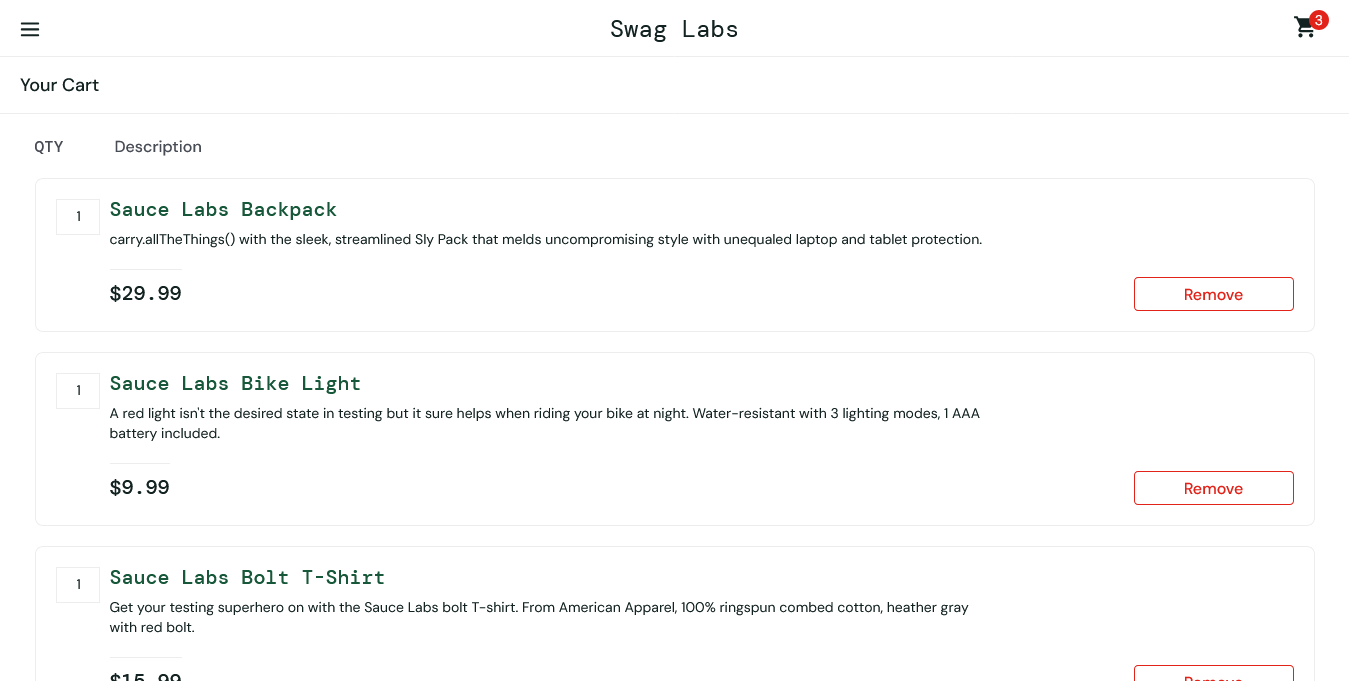 Swag Labs
3
Your Cart
QTY Description
1
Sauce Labs Backpack
carry.allTheThings() with the sleek, streamlined Sly Pack that melds uncompromising style with unequaled laptop and tablet protection.
$29.99
Remove
1
Sauce Labs Bike Light
A red light isn't the desired state in testing but it sure helps when riding your bike at night. Water-resistant with 3 lighting modes, 1 AAA
battery included.
$9.99
Remove
1
Sauce Labs Bolt T-Shirt
Get your testing superhero on with the Sauce Labs bolt T-shirt. From American Apparel, 100% ringspun combed cotton, heather gray
with red bolt.
$15.99
Remove